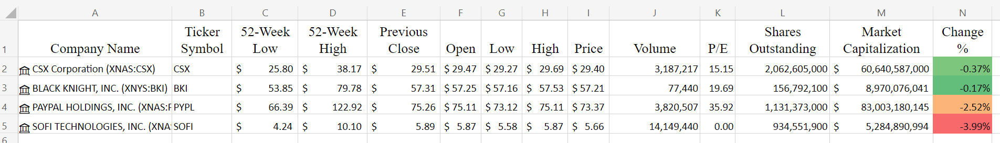 A B C D E F G H I J K L M N
1 Company Name Ticker Symbol 52-Week Low 52-Week High Previous Close Open Low High Price Volume P/E Shares Outstanding Market Capitalization Change %
2 CSX Corporation (XNAS:CSX) CSX $ 25.80 $ 38.17 $ 29.51 $ 29.47 $ 29.27 $ 29.69 $ 29.40 3,187,217 15.15 2,062,605,000 $ 60,640,587,000 -0.37%
3 BLACK KNIGHT, INC. (XNYS:BKI) BKI $ 53.85 $ 79.78 $ 57.31 $ 57.25 $ 57.16 $ 57.53 $ 57.21 77,440 19.69 156,792,100 $ 8,970,076,041 -0.17%
4 PAYPAL HOLDINGS, INC. (XNAS:P PYPL $ 66.39 $ 122.92 $ 75.26 $ 75.11 $ 73.12 $ 75.11 $ 73.37 3,820,507 35.92 1,131,373,000 $ 83,003,180,145 -2.52%
5 SOFI TECHNOLOGIES, INC. (XNA SOFI $ 4.24 $ 10.10 $ 5.89 $ 5.87 $ 5.58 $ 5.87 $ 5.66 14,149,440 0.00 934,551,900 $ 5,284,890,994 -3.99%
6